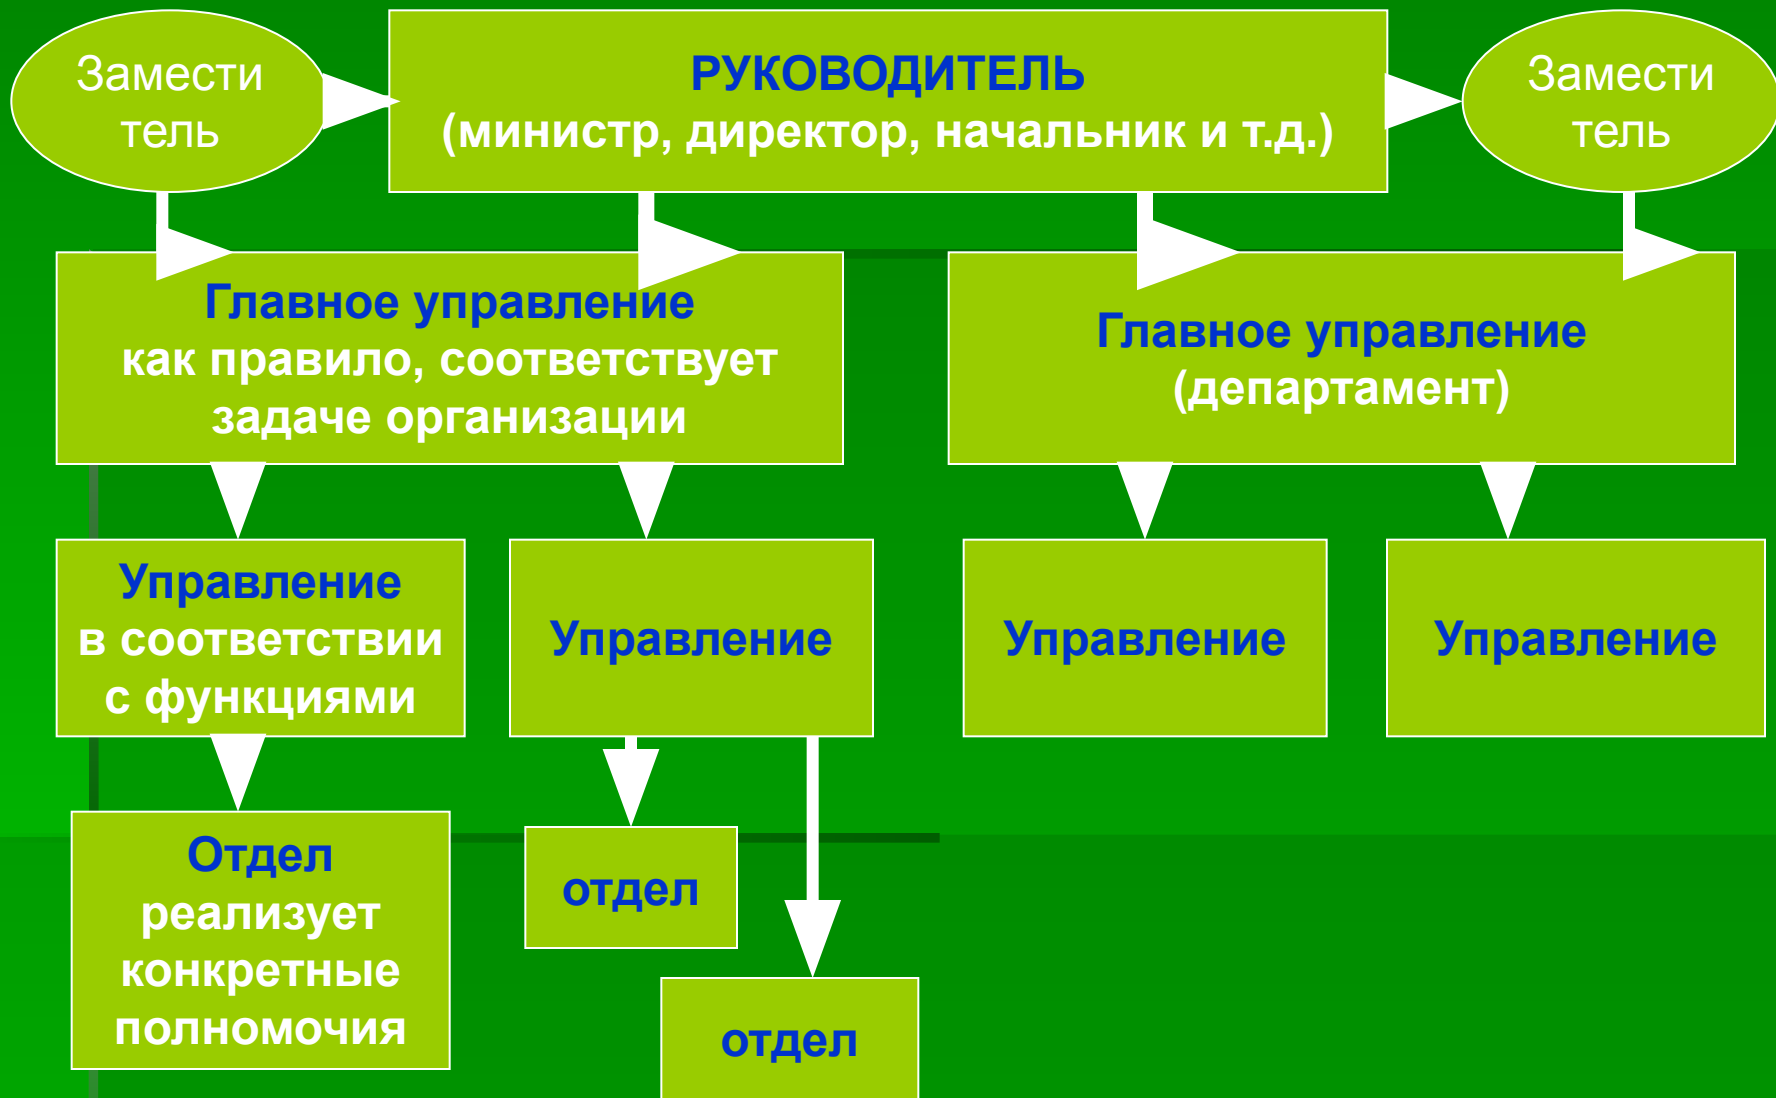 Замести
тель
РУКОВОДИТЕЛЬ
(министр, директор, начальник и т.д.)
Замести
тель
Главное управление
как правило, соответствует
задаче организации
Главное управление
(департамент)
Управление
в соответствии
с функциями
Управление
Управление
Управление
Отдел
реализует
конкретные
полномочия
отдел
отдел